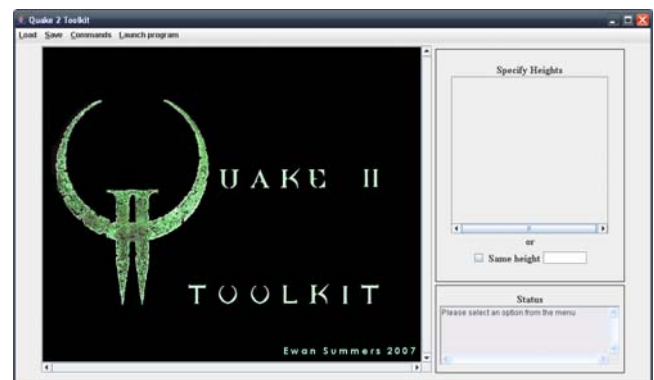 Quake 2 Toolkit
Load Save Commands Launch program
UAKE II
TOOLKIT
Ewan Summers 2007
Specify Heights
or
Same height
Status
Please select an option from the menu